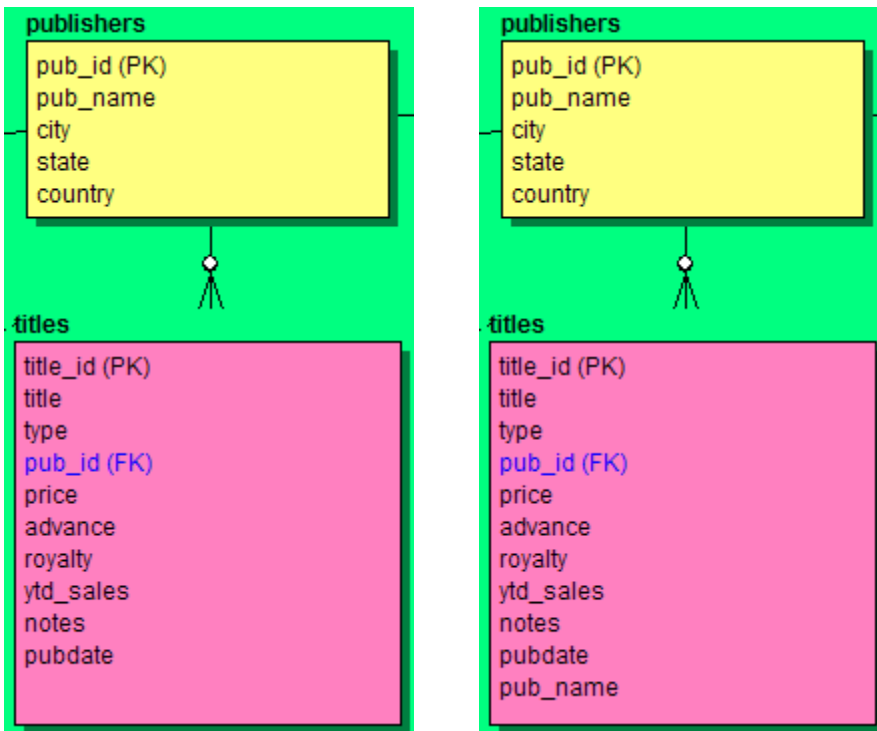 publishers
pub_id (PK)
pub_name
city
state
country
titles
title_id (PK)
title
type
pub_id (FK)
price
advance
royalty
ytd_sales
notes
pubdate
publishers
pub_id (PK)
pub_name
city
state
country
titles
title_id (PK)
title
type
pub_id (FK)
price
advance
royalty
ytd_sales
notes
pubdate
pub_name